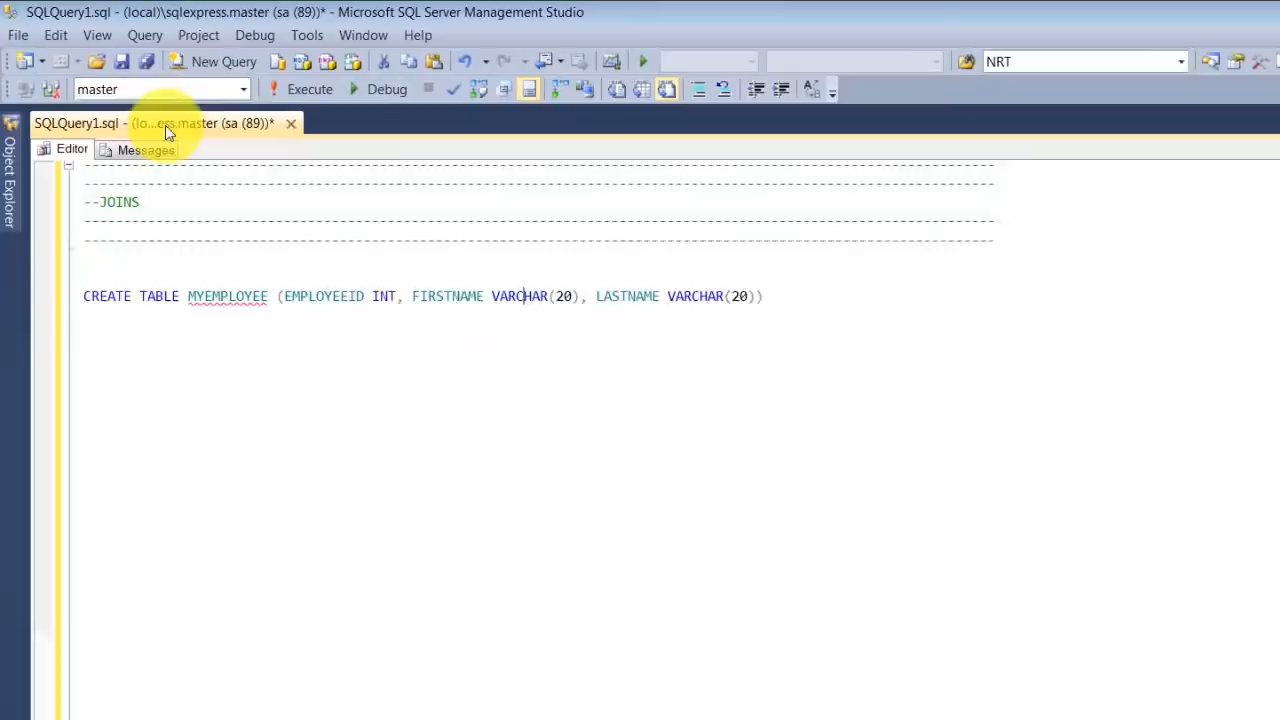 SQLQuery1.sql - (local)\sqlexpress.master (sa (89))* - Microsoft SQL Server Management Studio
File Edit View Query Project Debug Tools Window Help
New Query NRT
master Execute Debug
SQLQuery1.sql - (lo...ess.master (sa (89))*
Object Explorer
Editor Messages
--JOINS
CREATE TABLE MYEMPLOYEE (EMPLOYEEID INT, FIRSTNAME VARCHAR(20), LASTNAME VARCHAR(20))